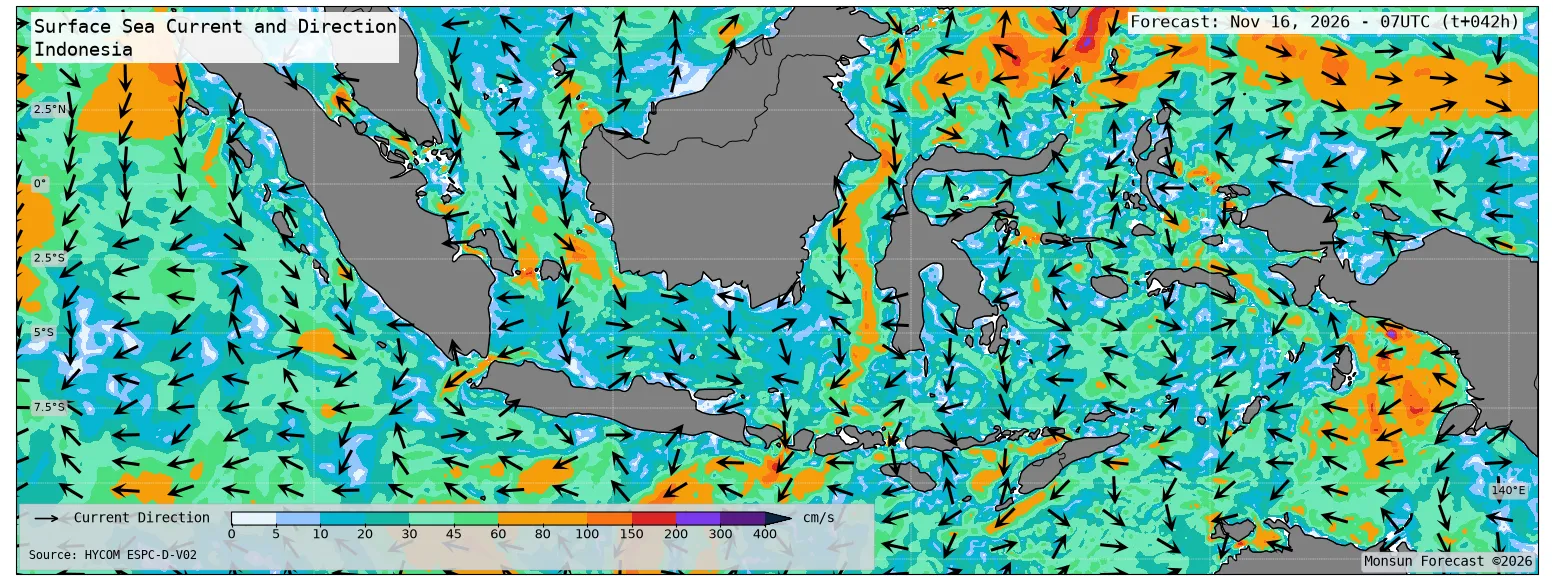 Surface Sea Current and Direction
Indonesia
Forecast: Nov 16, 2026 - 07UTC (t+042h)
2.5°N
0°
2.5°S
5°S
7.5°S
140°E
Current Direction
0 5 10 20 30 45 60 80 100 150 200 300 400 cm/s
Source: HYCOM ESPC-D-V02
Monsun Forecast ©2026